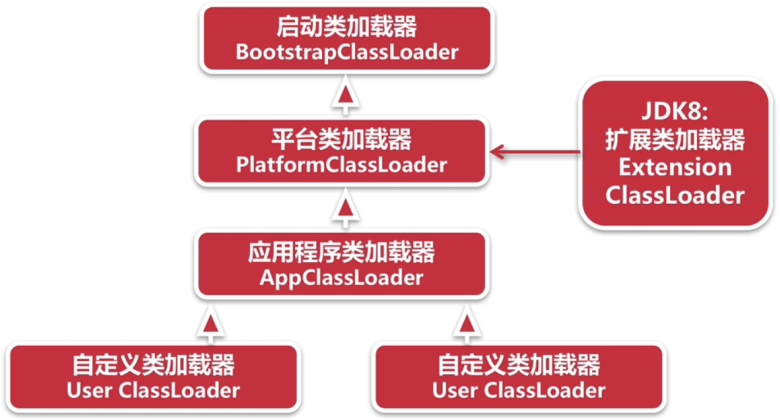 启动类加载器
BootstrapClassLoader
平台类加载器
PlatformClassLoader
JDK8:
扩展类加载器
Extension
ClassLoader
应用程序类加载器
AppClassLoader
自定义类加载器
User ClassLoader
自定义类加载器
User ClassLoader